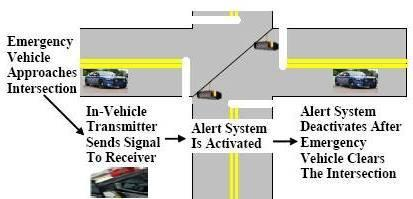 Emergency
Vehicle
Approaches
Intersection
In-Vehicle
Transmitter
Sends Signal
To Receiver
Alert System
Is Activated
Alert System
Deactivates After
Emergency
Vehicle Clears
The Intersection